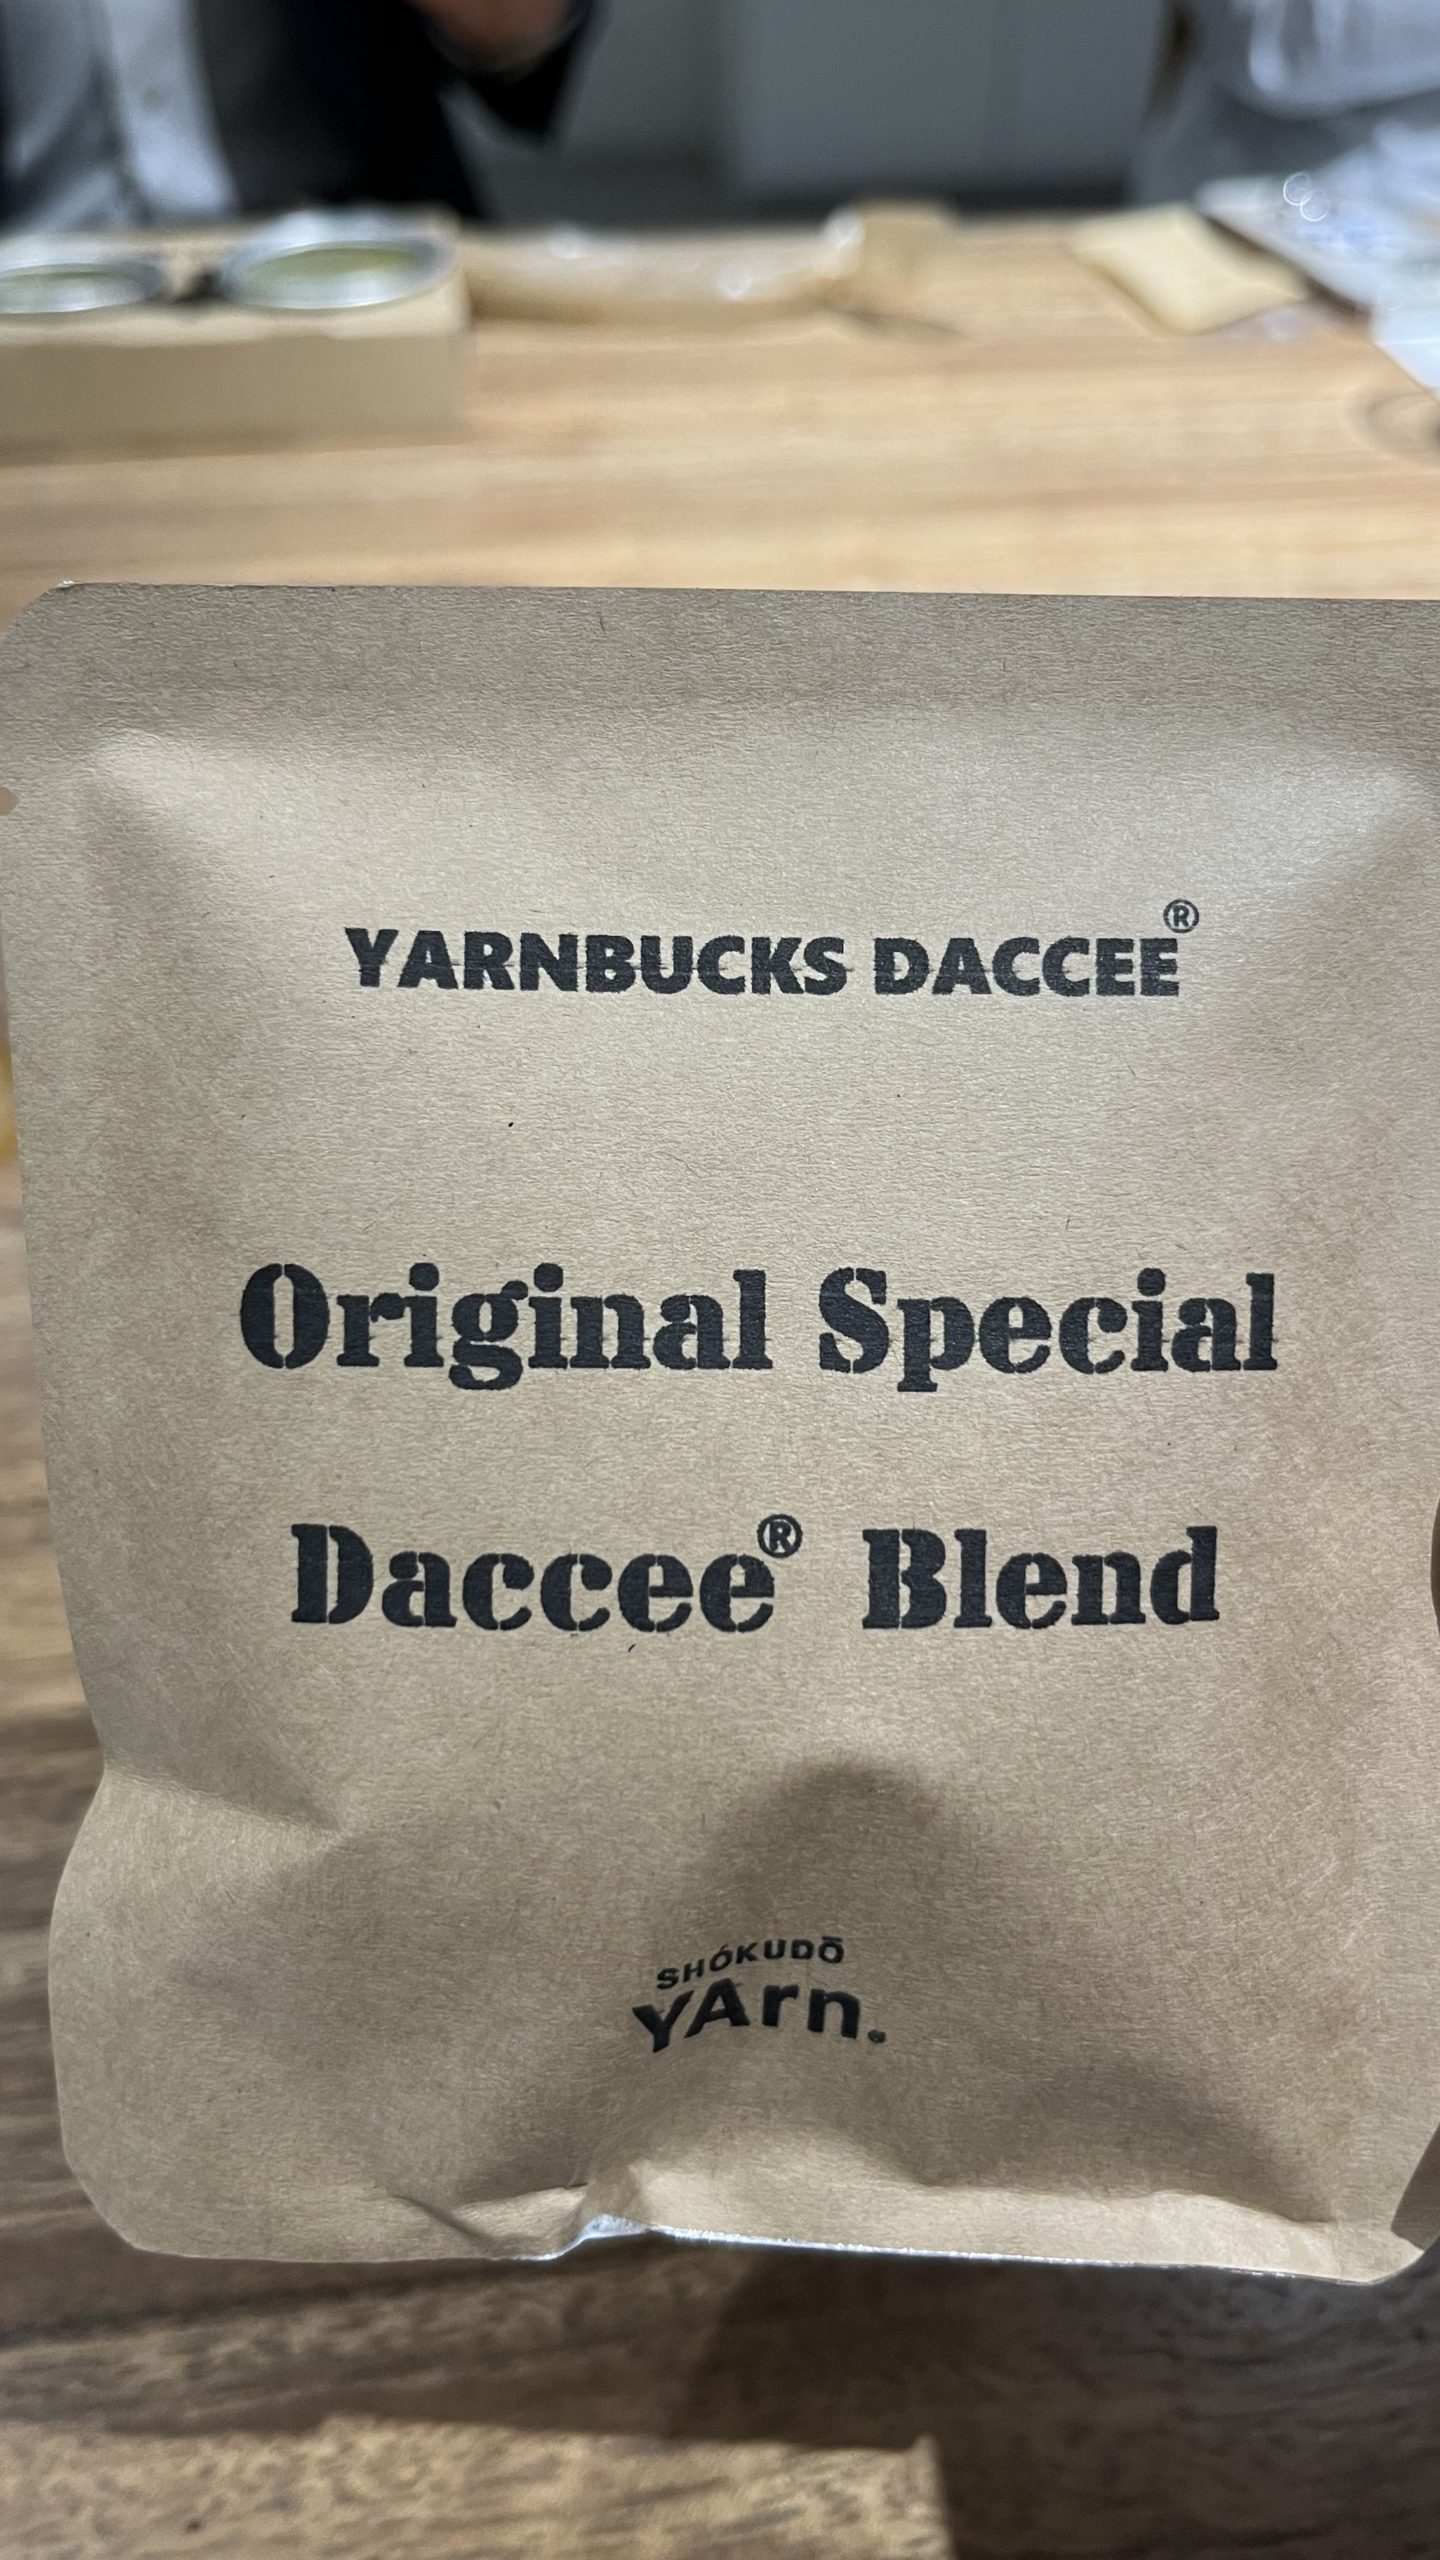 YARNBUCKS DACCEE®
Original Special
Daccee® Blend
SHÓKUDŌ
YArn.